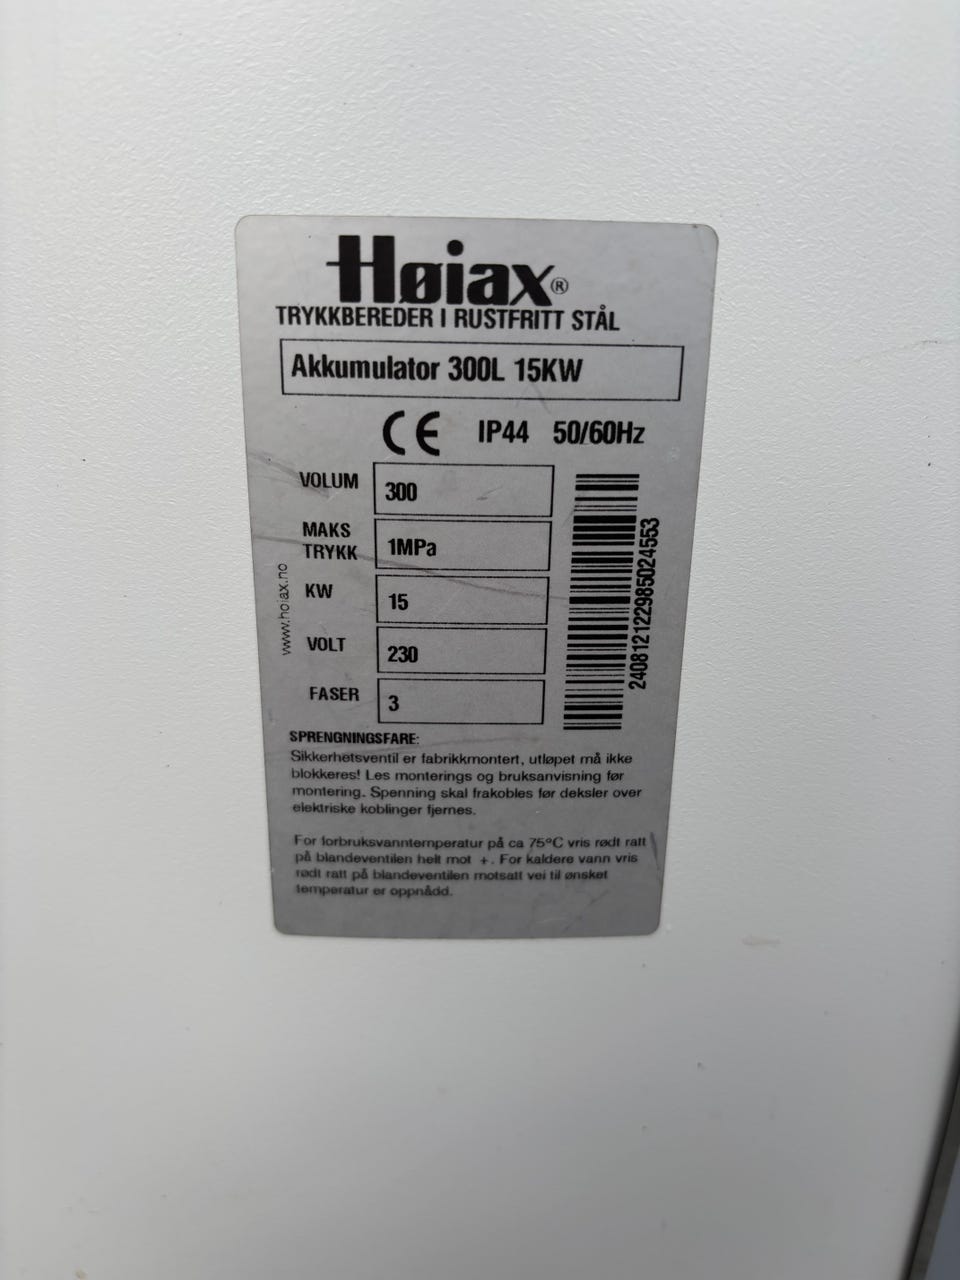 Høiax®
TRYKKBEREDER I RUSTFRITT STÅL
Akkumulator 300L 15KW
CE IP44 50/60Hz
VOLUM 300
MAKS
TRYKK 1MPa
KW 15
VOLT 230
FASER 3
www.hoiax.no
240812122985024553
SPRENGNINGSFARE:
Sikkerhetsventil er fabrikkmontert, utløpet må ikke
blokkeres! Les monterings og bruksanvisning før
montering. Spenning skal frakobles før deksler over
elektriske koblinger fjernes.
For forbruksvanntemperatur på ca 75°C vris rødt ratt
på blandeventilen helt mot +. For kaldere vann vris
rødt ratt på blandeventilen motsatt vei til ønsket
temperatur er oppnådd.